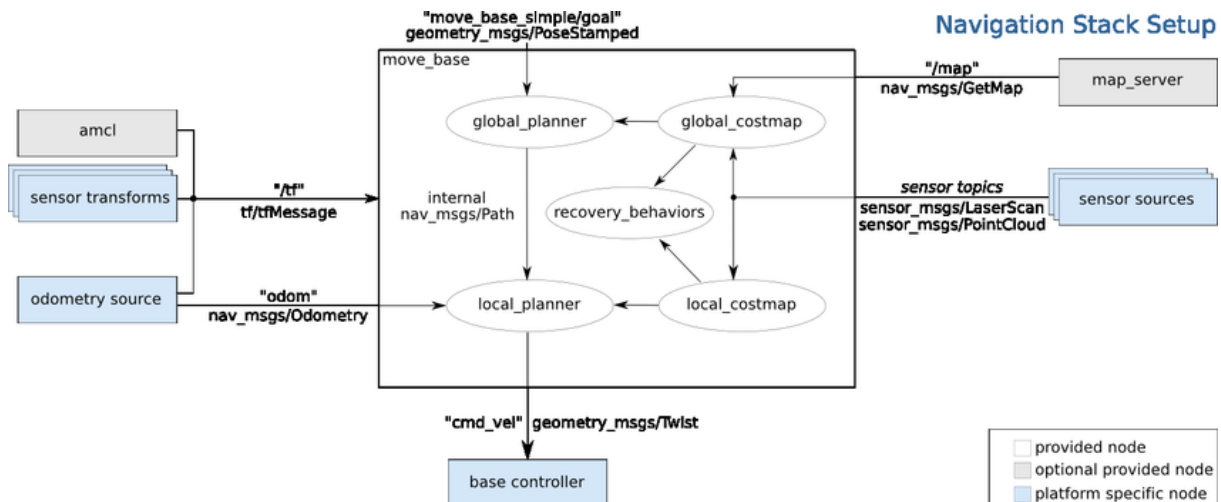 "move_base_simple/goal"
geometry_msgs/PoseStamped
Navigation Stack Setup
move_base
"/map"
nav_msgs/GetMap
map_server
amcl
global_planner
global_costmap
sensor transforms
"/tf"
tf/tfMessage
internal
nav_msgs/Path
recovery_behaviors
sensor topics
sensor_msgs/LaserScan
sensor_msgs/PointCloud
sensor sources
odometry source
"odom"
nav_msgs/Odometry
local_planner
local_costmap
"cmd_vel" geometry_msgs/Twist
base controller
provided node
optional provided node
platform specific node